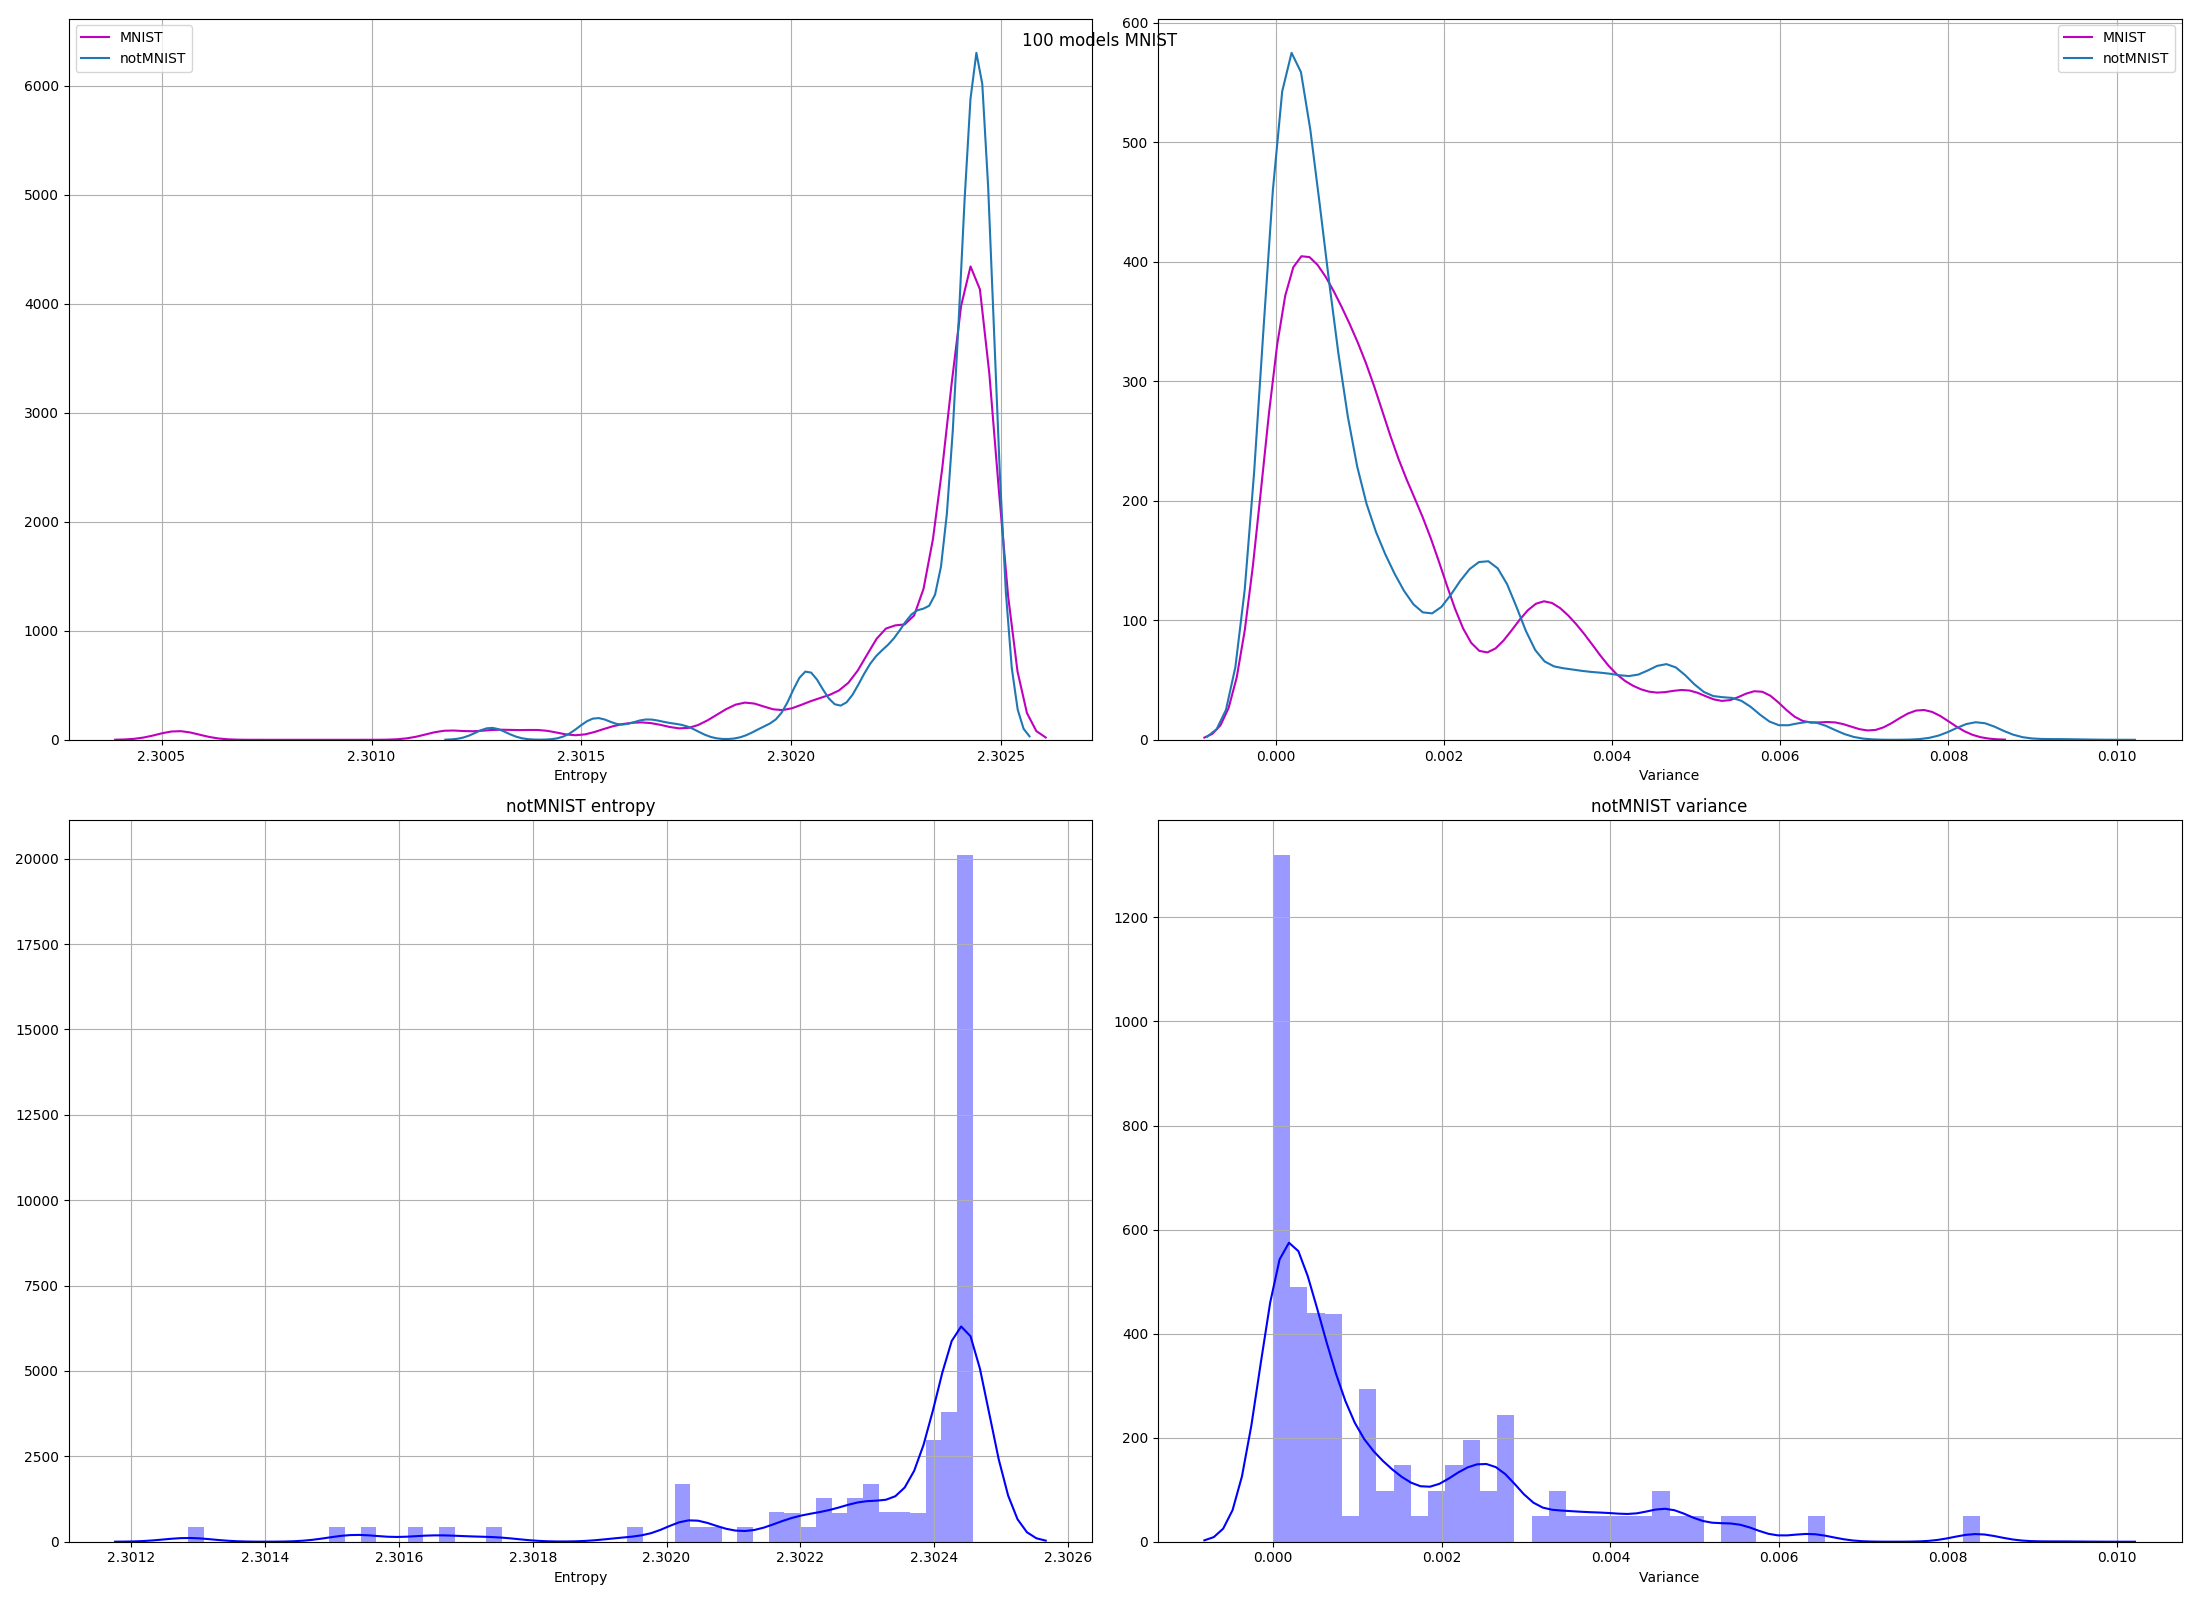 100 models MNIST
MNIST
notMNIST
6000
5000
4000
3000
2000
1000
0
2.3005 2.3010 2.3015 2.3020 2.3025
Entropy
MNIST
notMNIST
600
500
400
300
200
100
0
0.000 0.002 0.004 0.006 0.008 0.010
Variance
notMNIST entropy
20000
17500
15000
12500
10000
7500
5000
2500
0
2.3012 2.3014 2.3016 2.3018 2.3020 2.3022 2.3024 2.3026
Entropy
notMNIST variance
1200
1000
800
600
400
200
0
0.000 0.002 0.004 0.006 0.008 0.010
Variance